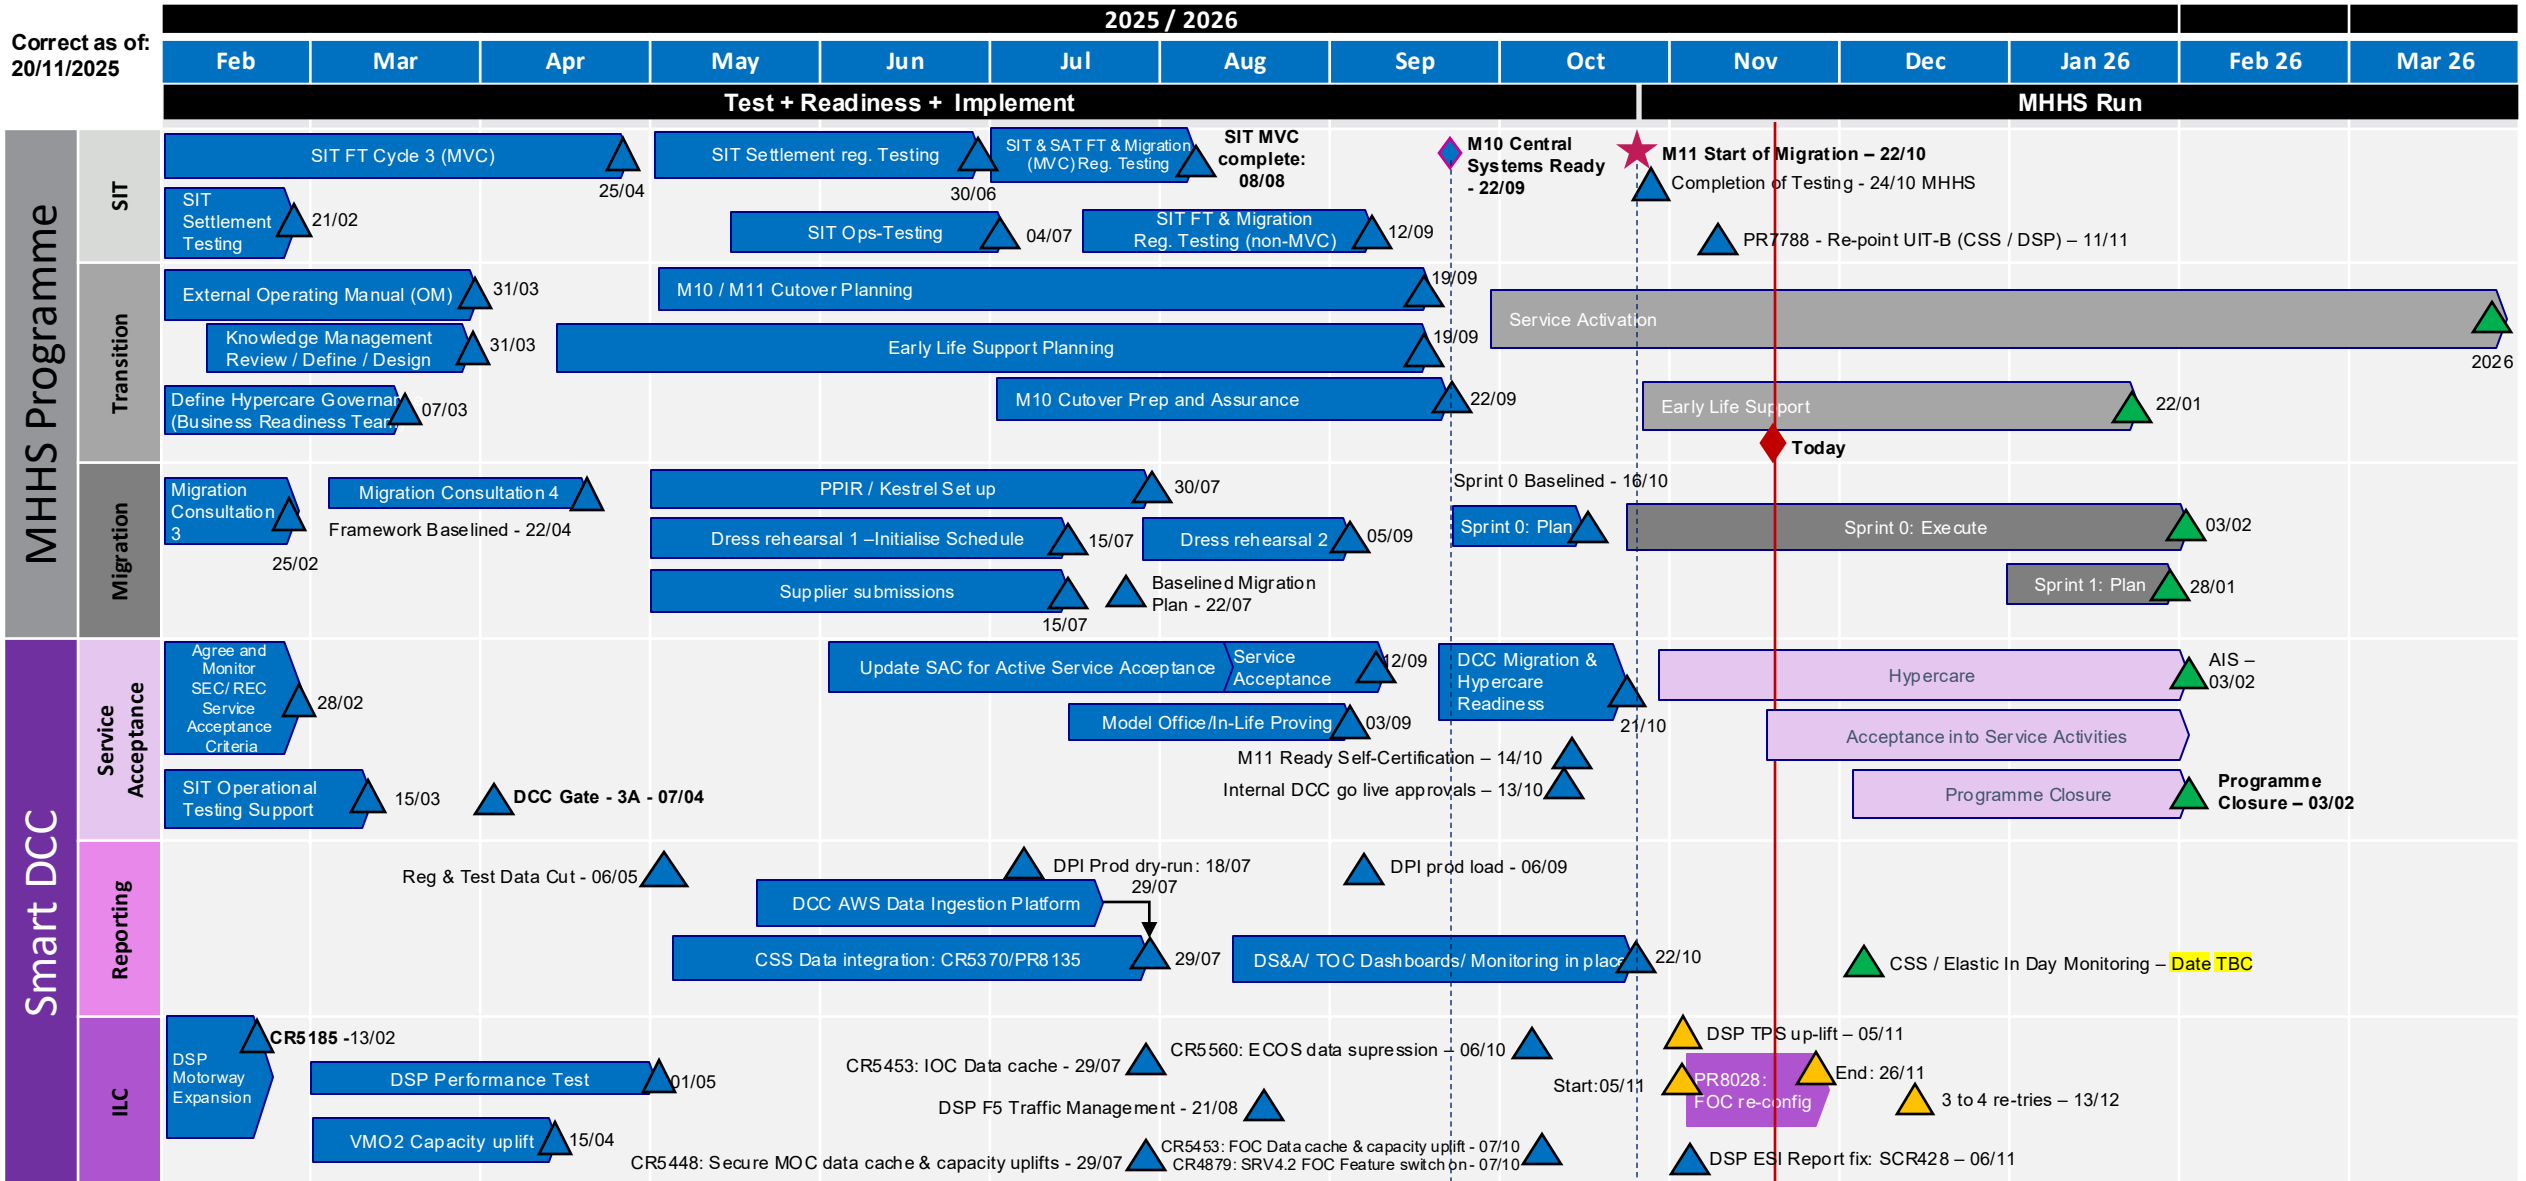 2025 / 2026
Correct as of:
20/11/2025
Feb
Mar
Apr
May
Jun
Jul
Aug
Sep
Oct
Nov
Dec
Jan 26
Feb 26
Mar 26
Test + Readiness + Implement
MHHS Run
MHHS Programme
SIT
SIT FT Cycle 3 (MVC)
25/04
SIT Settlement reg. Testing
30/06
SIT & SAT FT & Migration
(MVC) Reg. Testing
SIT MVC
complete:
08/08
M10 Central
Systems Ready
- 22/09
M11 Start of Migration – 22/10
Completion of Testing - 24/10 MHHS
SIT
Settlement
Testing
21/02
SIT Ops-Testing
04/07
SIT FT & Migration
Reg. Testing (non-MVC)
12/09
PR7788 - Re-point UIT-B (CSS / DSP) – 11/11
Transition
External Operating Manual (OM)
31/03
M10 / M11 Cutover Planning
19/09
Service Activation
2026
Knowledge Management
Review / Define / Design
31/03
Early Life Support Planning
19/09
Define Hypercare Governan
(Business Readiness Team
07/03
M10 Cutover Prep and Assurance
22/09
Early Life Support
22/01
Today
Migration
Migration
Consultation
3
25/02
Migration Consultation 4
Framework Baselined - 22/04
PPIR / Kestrel Set up
30/07
Sprint 0 Baselined - 16/10
Dress rehearsal 1 –Initialise Schedule
15/07
Dress rehearsal 2
05/09
Sprint 0: Plan
Sprint 0: Execute
03/02
Supplier submissions
15/07
Baselined Migration
Plan - 22/07
Sprint 1: Plan
28/01
Smart DCC
Service
Acceptance
Agree and
Monitor
SEC/ REC
Service
Acceptance
Criteria
28/02
Update SAC for Active Service Acceptance
Service
Acceptance
12/09
DCC Migration &
Hypercare
Readiness
21/10
Hypercare
AIS –
03/02
Model Office/In-Life Proving
03/09
Acceptance into Service Activities
M11 Ready Self-Certification – 14/10
Internal DCC go live approvals – 13/10
SIT Operational
Testing Support
15/03
DCC Gate - 3A - 07/04
Programme Closure
Programme
Closure – 03/02
Reporting
Reg & Test Data Cut - 06/05
DPI Prod dry-run: 18/07
29/07
DPI prod load - 06/09
DCC AWS Data Ingestion Platform
CSS Data integration: CR5370/PR8135
29/07
DS&A/ TOC Dashboards/ Monitoring in place
22/10
CSS / Elastic In Day Monitoring – Date TBC
ILC
DSP
Motorway
Expansion
CR5185 -13/02
DSP Performance Test
01/05
VMO2 Capacity uplift
15/04
CR5453: IOC Data cache - 29/07
CR5560: ECOS data supression – 06/10
DSP F5 Traffic Management - 21/08
CR5448: Secure MOC data cache & capacity uplifts - 29/07
CR5453: FOC Data cache & capacity uplift - 07/10
CR4879: SRV4.2 FOC Feature switch on - 07/10
DSP TPS up-lift – 05/11
Start:05/11
PR8028:
FOC re-config
End: 26/11
3 to 4 re-tries – 13/12
DSP ESI Report fix: SCR428 – 06/11